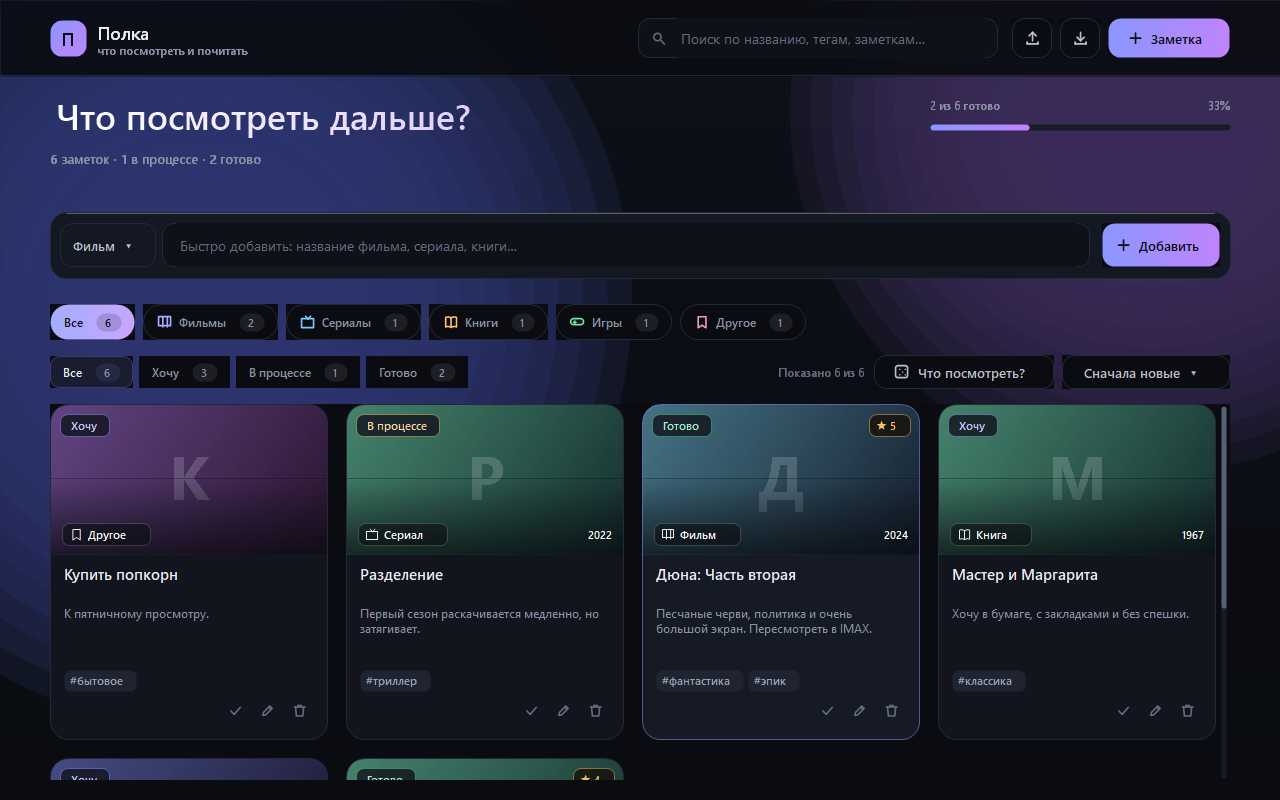 П
Полка
что посмотреть и почитать
Поиск по названию, тегам, заметкам...
Заметка
Что посмотреть дальше?
6 заметок · 1 в процессе · 2 готово
2 из 6 готово
33%
Фильм
Быстро добавить: название фильма, сериала, книги...
Добавить
Все 6
Фильмы 2
Сериалы 1
Книги 1
Игры 1
Другое 1
Все 6
Хочу 3
В процессе 1
Готово 2
Показано 6 из 6
Что посмотреть?
Сначала новые
Хочу
К
Другое
Купить попкорн
К пятничному просмотру.
#бытовое
В процессе
Р
Сериал
2022
Разделение
Первый сезон раскачивается медленно, но
затягивает.
#триллер
Готово
5
Д
Фильм
2024
Дюна: Часть вторая
Песчаные черви, политика и очень
большой экран. Пересмотреть в IMAX.
#фантастика #эпик
Хочу
М
Книга
1967
Мастер и Маргарита
Хочу в бумаге, с закладками и без спешки.
#классика
Хочу
Готово
4